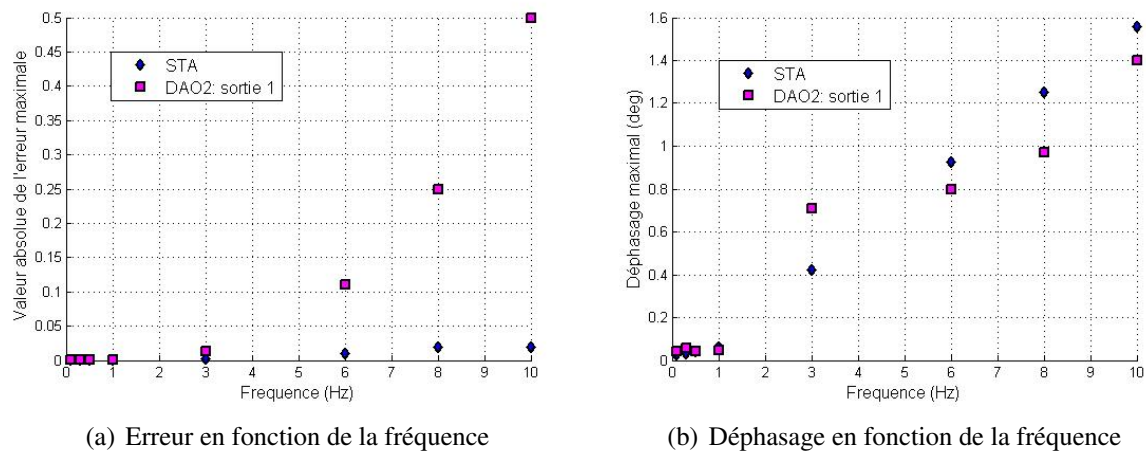 0.5
0.45
0.4
0.35
0.3
0.25
0.2
0.15
0.1
0.05
0
Valeur absolue de l'erreur maximale
STA
DAO2: sortie 1
0 1 2 3 4 5 6 7 8 9 10
Frequence (Hz)
(a) Erreur en fonction de la fréquence
1.6
1.4
1.2
1
0.8
0.6
0.4
0.2
0
Déphasage maximal (deg)
STA
DAO2: sortie 1
0 1 2 3 4 5 6 7 8 9 10
Frequence (Hz)
(b) Déphasage en fonction de la fréquence